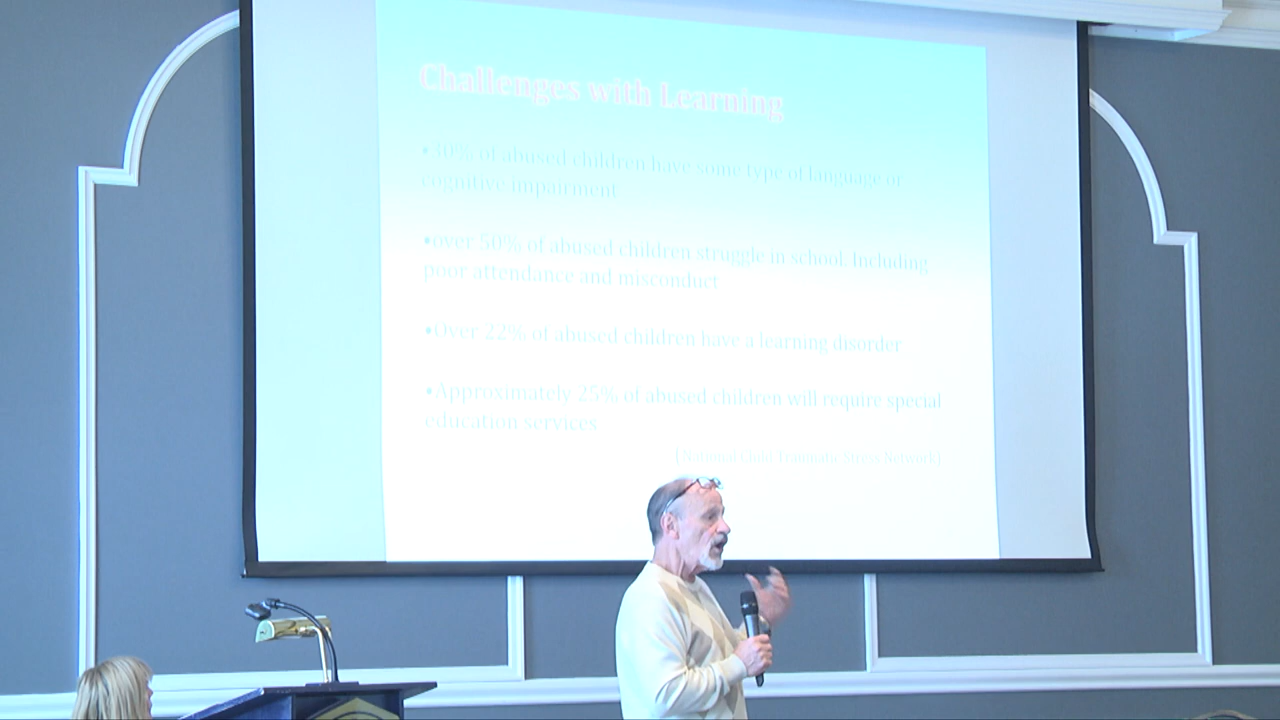 Challenges with Learning
•30% of abused children have some type of language or
cognitive impairment
•over 50% of abused children struggle in school. Including
poor attendance and misconduct
•Over 22% of abused children have a learning disorder
•Approximately 25% of abused children will require special
education services
[National Child Traumatic Stress Network]